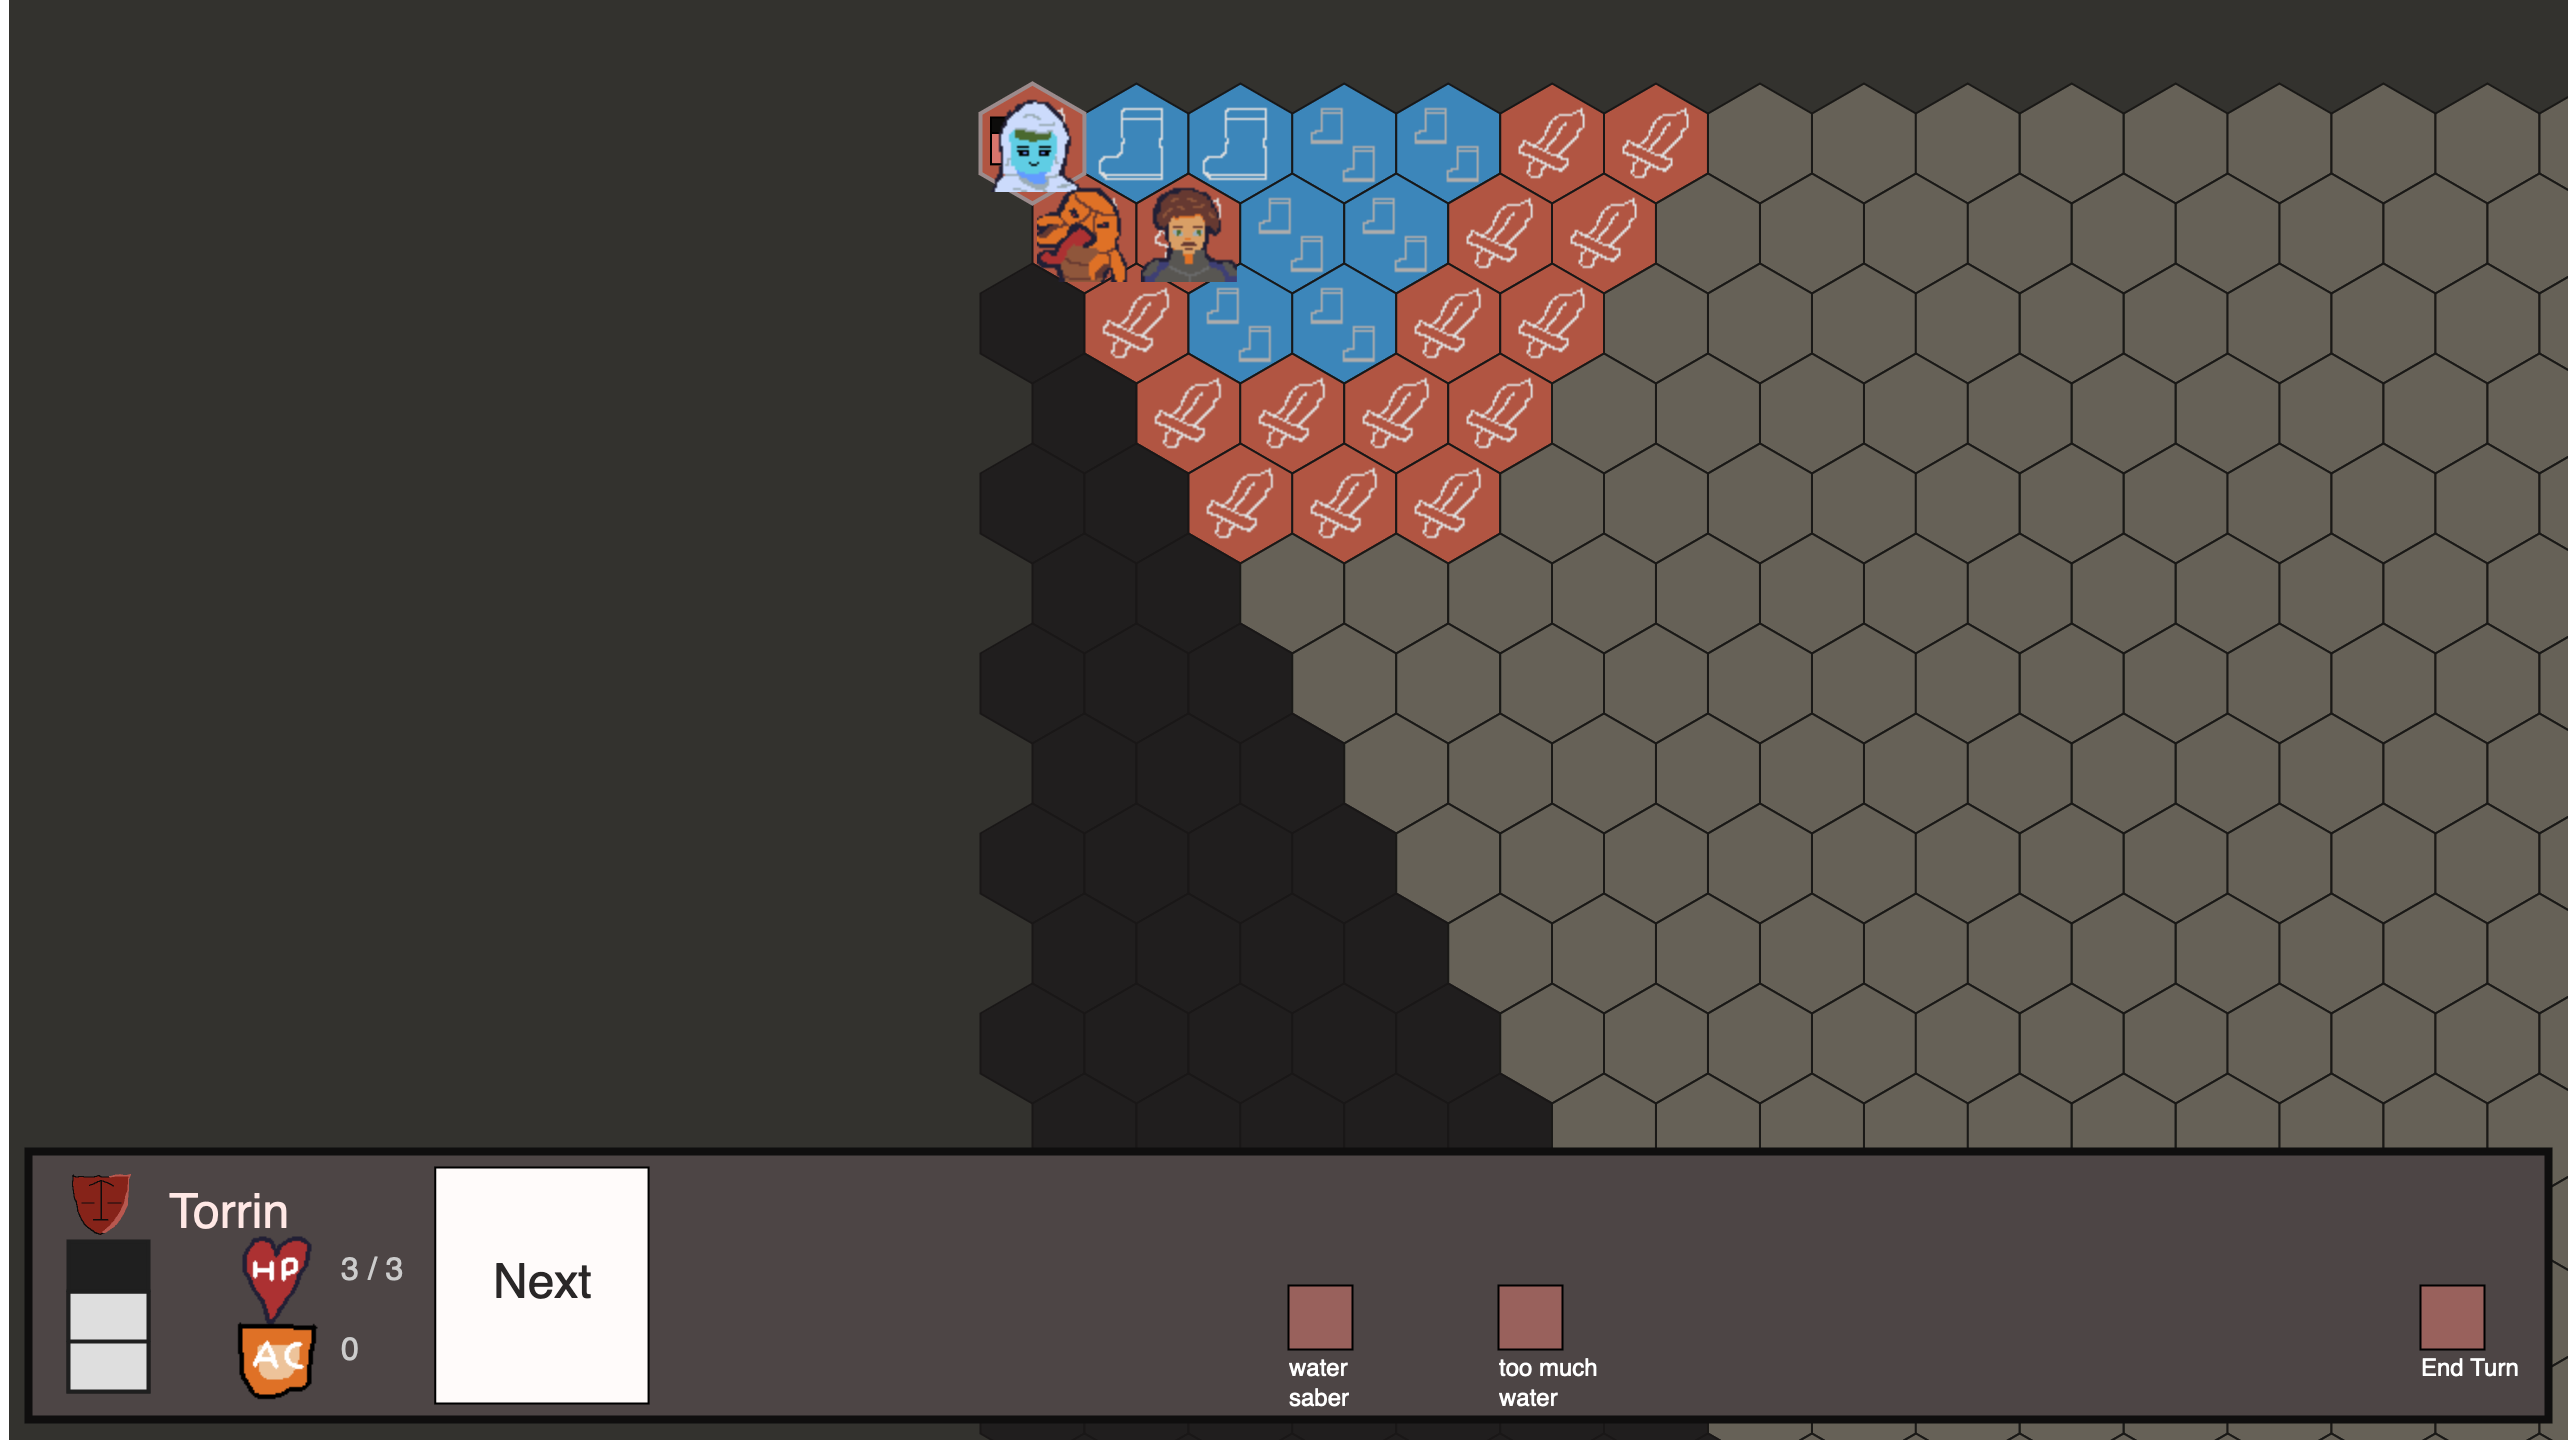 Torrin
HP 3 / 3
AC 0
Next
water
saber
too much
water
End Turn